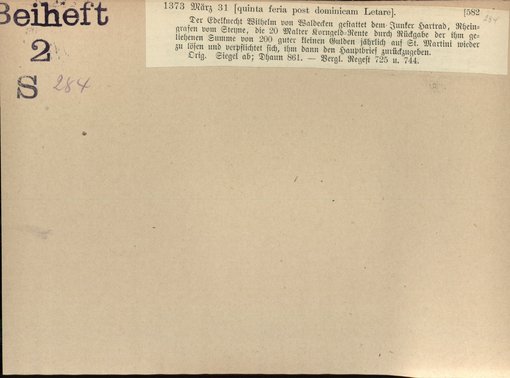 Beiheft
2
S 284
1373 März 31 [quinta feria post dominicam Letare]. [582
284
Der Edelknecht Wilhelm von Waldecken gestattet dem Junker Hartrad, Rhein-
grafen vom Steyne, die 20 Malter Korngeld-Rente durch Rückgabe der ihm ge-
liehenen Summe von 200 guter kleinen Gulden jährlich auf St. Martini wieder
zu lösen und verpflichtet sich, ihm dann den Hauptbrief zurückzugeben.
Orig. Siegel ab; Dhaun 861. — Vergl. Regest 725 u. 744.